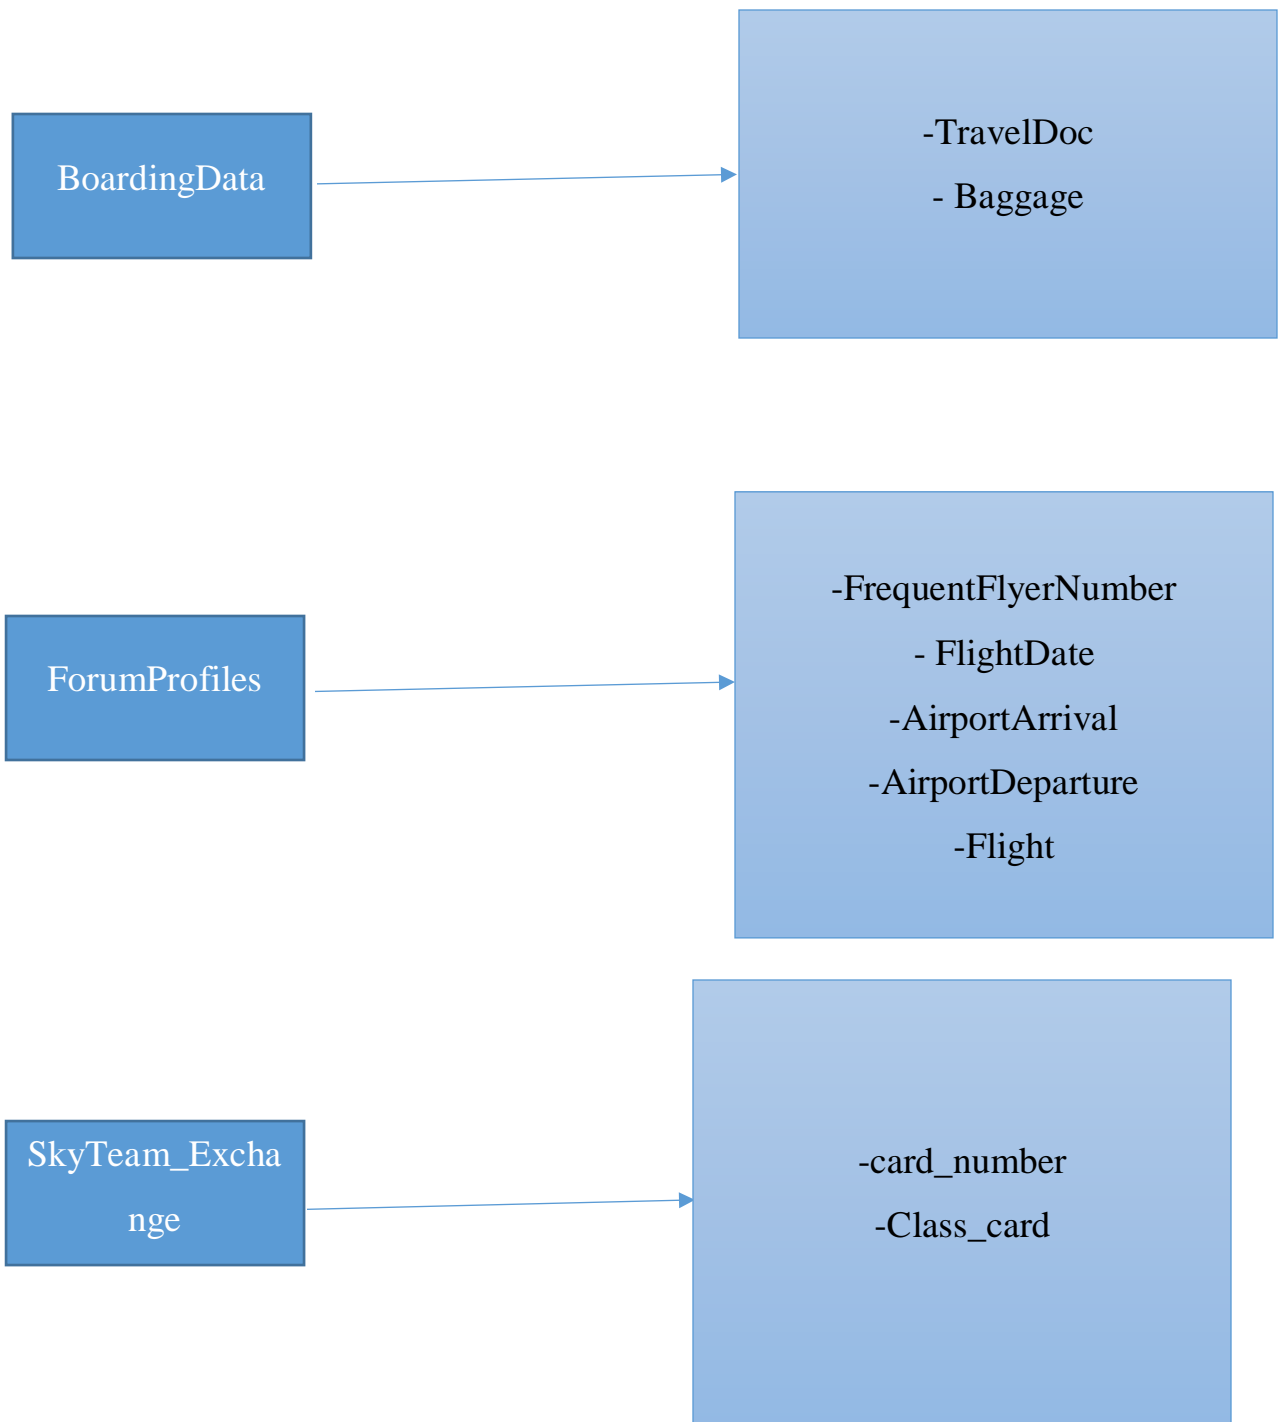 BoardingData
-TravelDoc
- Baggage
ForumProfiles
-FrequentFlyerNumber
- FlightDate
-AirportArrival
-AirportDeparture
-Flight
SkyTeam_Excha
nge
-card_number
-Class_card